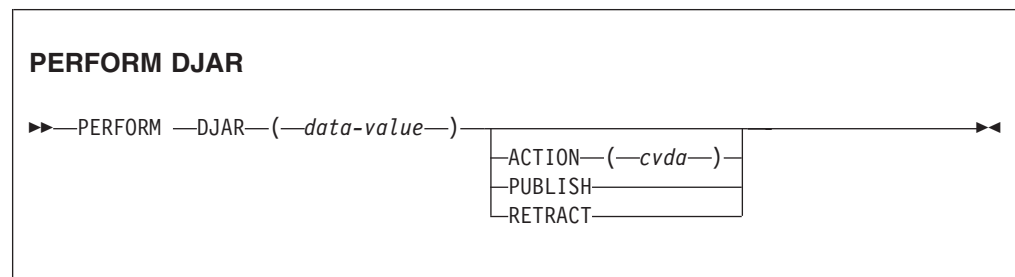 PERFORM DJAR
PERFORM DJAR ( data-value )
ACTION ( cvda )
PUBLISH
RETRACT